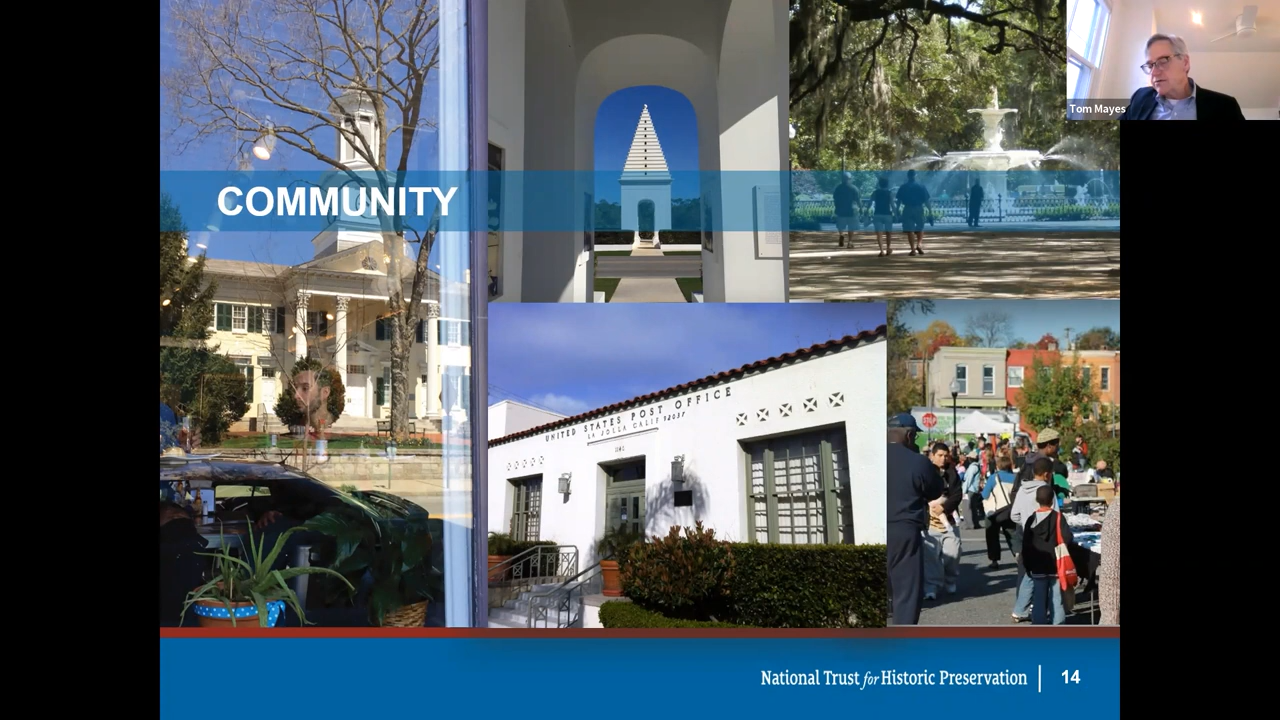 COMMUNITY
Tom Mayes
UNITED STATES POST OFFICE
LA JOLLA CALIF 92037
National Trust for Historic Preservation
14